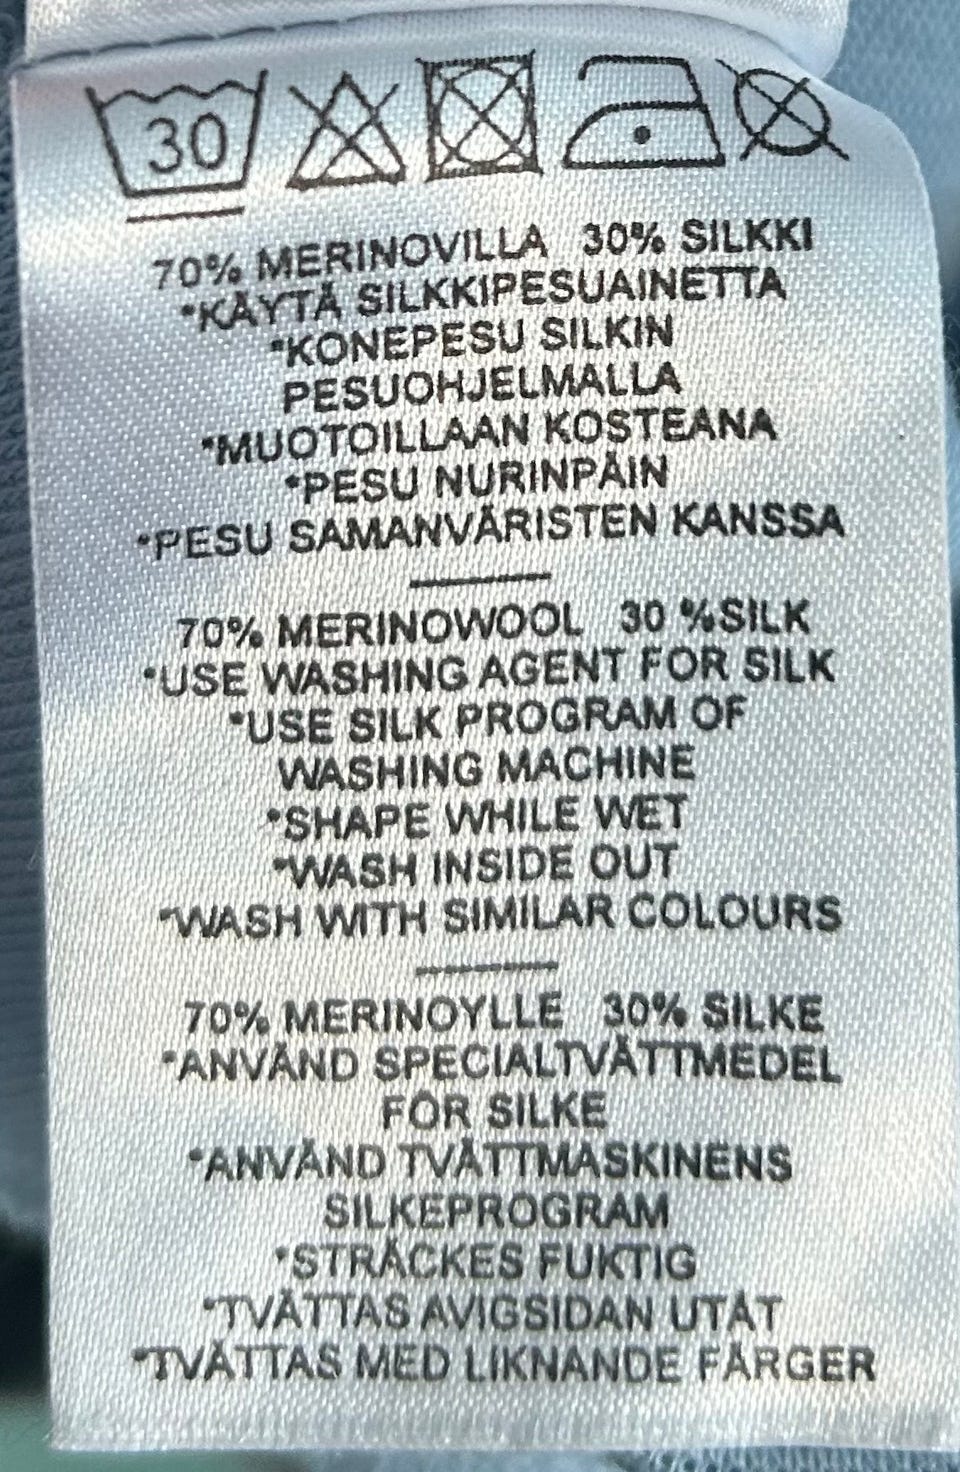 30
70% MERINOVILLA 30% SILKKI
*KÄYTÄ SILKKIPESUAINETTA
*KONEPESU SILKIN
PESUOHJELMALLA
*MUOTOILLAAN KOSTEANA
*PESU NURINPÄIN
*PESU SAMANVÄRISTEN KANSSA
70% MERINOWOOL 30 %SILK
*USE WASHING AGENT FOR SILK
*USE SILK PROGRAM OF
WASHING MACHINE
*SHAPE WHILE WET
*WASH INSIDE OUT
*WASH WITH SIMILAR COLOURS
70% MERINOYLLE 30% SILKE
*ANVÄND SPECIALTVÄTTMEDEL
FÖR SILKE
*ANVÄND TVÄTTMASKINENS
SILKEPROGRAM
*STRÄCKES FUKTIG
*TVÄTTAS AVIGSIDAN UTÅT
*TVÄTTAS MED LIKNANDE FÄRGER